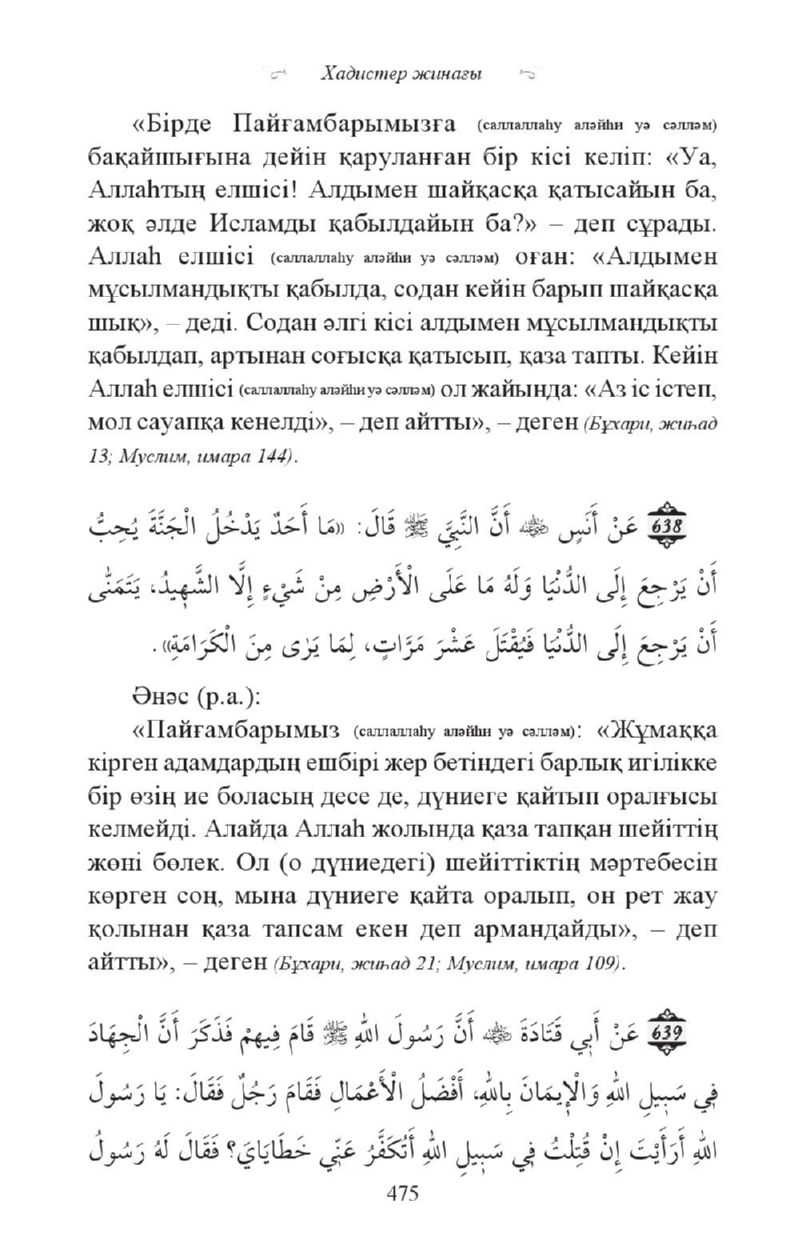 Хадистер жинағы
«Бірде Пайғамбарымызға (саллаллаһу аләйһи уә сәлләм)
бақайшығына дейін қаруланған бір кісі келіп: «Уа,
Аллаһтың елшісі! Алдымен шайқасқа қатысайын ба,
жоқ әлде Исламды қабылдайын ба?» – деп сұрады.
Аллаһ елшісі (саллаллаһу аләйһи уә сәлләм) оған: «Алдымен
мұсылмандықты қабылда, содан кейін барып шайқасқа
шық», – деді. Содан әлгі кісі алдымен мұсылмандықты
қабылдап, артынан соғысқа қатысып, қаза тапты. Кейін
Аллаһ елшісі (саллаллаһу аләйһи уә сәлләм) ол жайында: «Аз іс істеп,
мол сауапқа кенелді», – деп айтты», – деген (Бұхари, жиһад
13; Муслим, имара 144).
638 عَنْ أَنَسٍ ﷺ أَنَّ النَّبِيَّ ﷺ قَالَ: «مَا أَحَدٌ يَدْخُلُ الْجَنَّةَ يُحِبُّ
أَنْ يَرْجِعَ إِلَى الدُّنْيَا وَلَهُ مَا عَلَى الْأَرْضِ مِنْ شَيْءٍ إِلَّا الشَّهِيدُ، يَتَمَنَّى
أَنْ يَرْجِعَ إِلَى الدُّنْيَا فَيُقْتَلَ عَشْرَ مَرَّاتٍ، لِمَا يَرَى مِنَ الْكَرَامَةِ».
Әнәс (р.а.):
«Пайғамбарымыз (саллаллаһу аләйһи уә сәлләм): «Жұмаққа
кірген адамдардың ешбірі жер бетіндегі барлық игілікке
бір өзің ие боласың десе де, дүниеге қайтып оралғысы
келмейді. Алайда Аллаһ жолында қаза тапқан шейіттің
жөні бөлек. Ол (о дүниедегі) шейіттіктің мәртебесін
көрген соң, мына дүниеге қайта оралып, он рет жау
қолынан қаза тапсам екен деп армандайды», – деп
айтты», – деген (Бұхари, жиһад 21; Муслим, имара 109).
639 عَنْ أَبِي قَتَادَةَ ﷺ أَنَّ رَسُولَ اللهِ ﷺ قَامَ فِيهِمْ فَذَكَرَ أَنَّ الْجِهَادَ
فِي سَبِيلِ اللهِ وَالْإِيمَانَ بِاللهِ، أَفْضَلُ الْأَعْمَالِ فَقَامَ رَجُلٌ فَقَالَ: يَا رَسُولَ
اللهِ أَرَأَيْتَ إِنْ قُتِلْتُ فِي سَبِيلِ اللهِ أَتُكَفَّرُ عَنِّي خَطَايَايَ؟ فَقَالَ لَهُ رَسُولُ
475